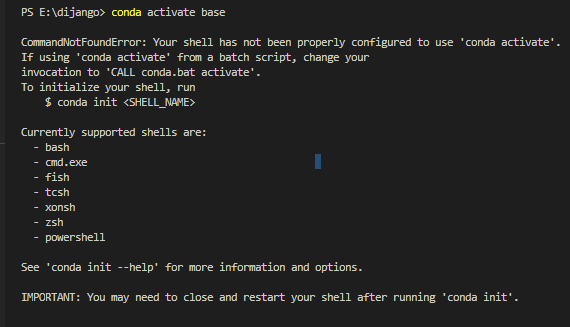 PS E:\dijango> conda activate base
CommandNotFoundError: Your shell has not been properly configured to use 'conda activate'.
If using 'conda activate' from a batch script, change your
invocation to 'CALL conda.bat activate'.
To initialize your shell, run
    $ conda init <SHELL_NAME>
Currently supported shells are:
  - bash
  - cmd.exe
  - fish
  - tcsh
  - xonsh
  - zsh
  - powershell
See 'conda init --help' for more information and options.
IMPORTANT: You may need to close and restart your shell after running 'conda init'.